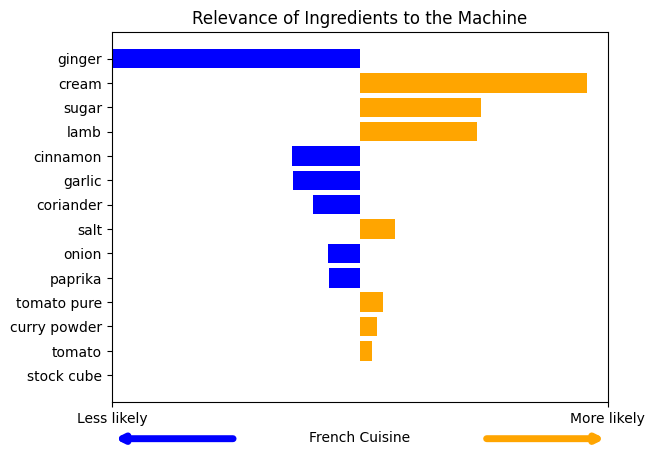 Relevance of Ingredients to the Machine
ginger
cream
sugar
lamb
cinnamon
garlic
coriander
salt
onion
paprika
tomato pure
curry powder
tomato
stock cube
Less likely
More likely
French Cuisine